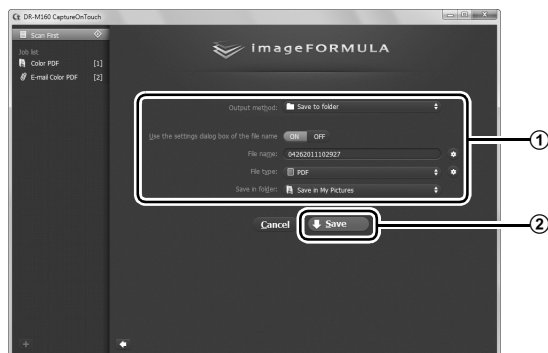 DR-M160 CaptureOnTouch
Scan First
Job list
Color PDF [1]
E-mail Color PDF [2]
imageFORMULA
Output method: Save to folder
Use the settings dialog box of the file name ON OFF
File name: 04262011102927
File type: PDF
Save in folder: Save in My Pictures
Cancel Save
1
2